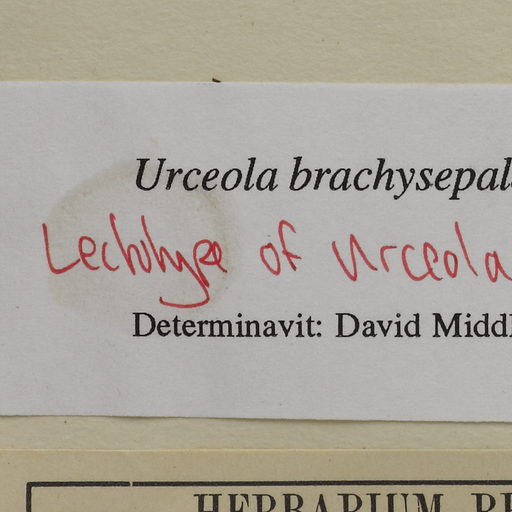 Urceola brachysepal
Lectotype of Urceola
Determinavit: David Middl
HERBARIUM